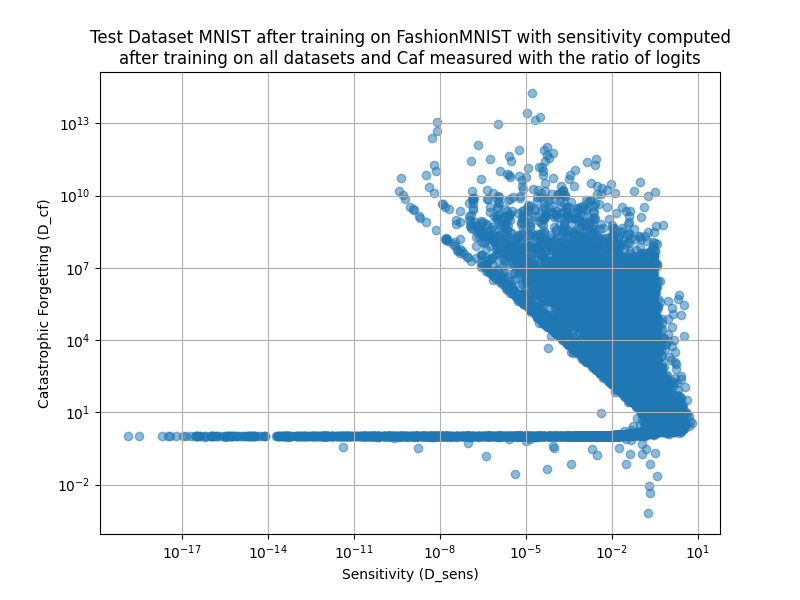 Test Dataset MNIST after training on FashionMNIST with sensitivity computed
after training on all datasets and Caf measured with the ratio of logits
10^13
10^10
10^7
10^4
10^1
10^−2
Catastrophic Forgetting (D_cf)
10^−17 10^−14 10^−11 10^−8 10^−5 10^−2 10^1
Sensitivity (D_sens)